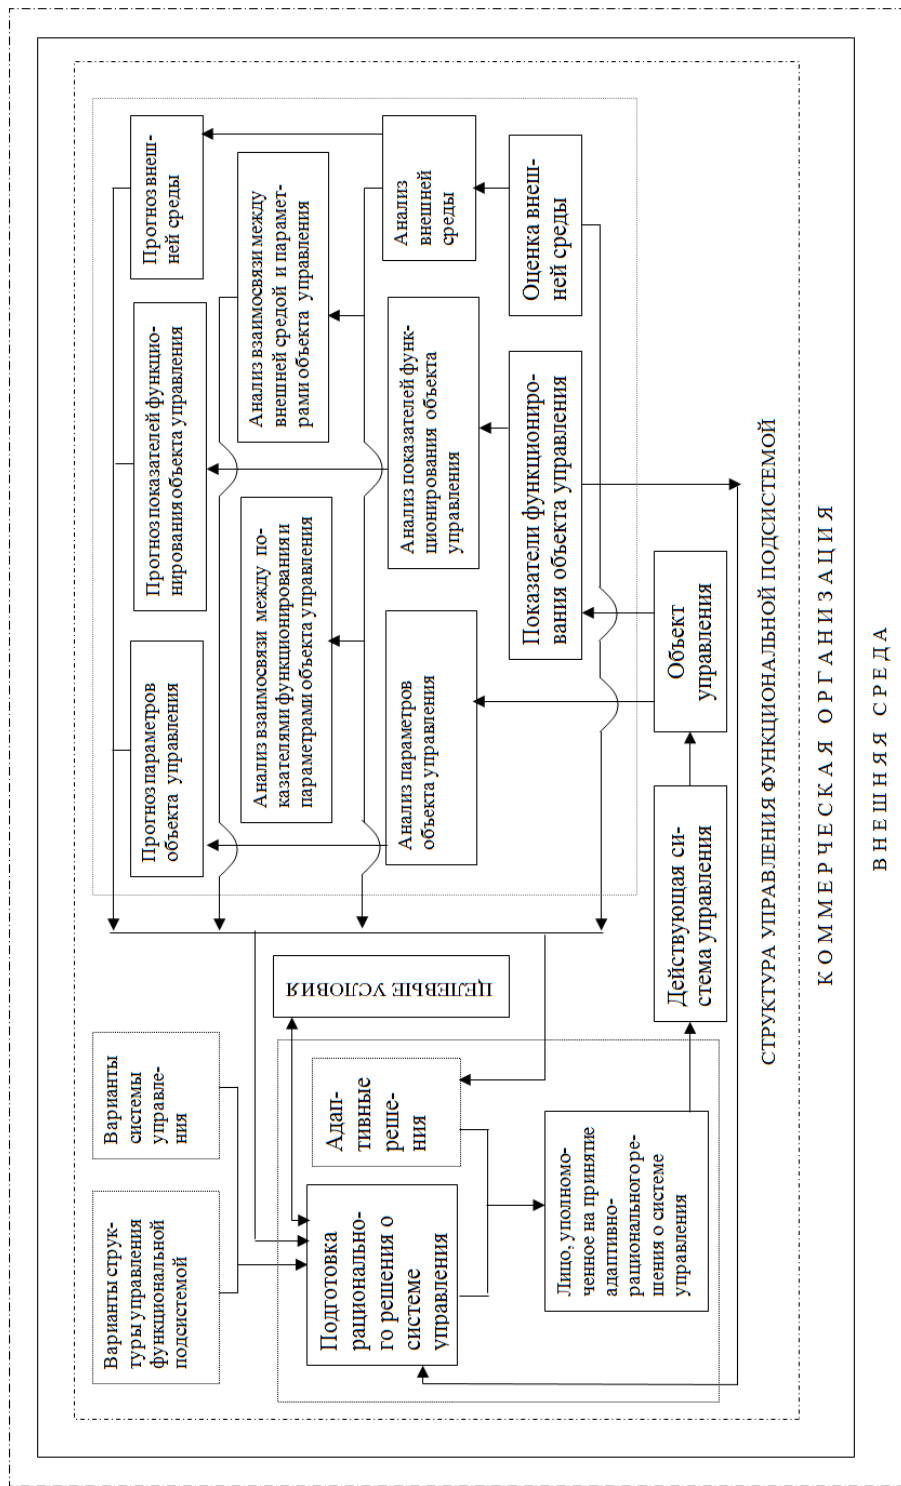 Варианты струк-
туры управления
функциональной
подсистемой
Варианты
системы
управле-
ния
Прогноз параметров
объекта управления
Прогноз показателей функцио-
нирования объекта управления
Прогноз внеш-
ней среды
Анализ взаимосвязи между по-
казателями функционирования и
параметрами объекта управления
Анализ взаимосвязи между
внешней средой и парамет-
рами объекта управления
Анализ параметров
объекта управления
Анализ показателей функ-
ционирования объекта
управления
Анализ
внешней
среды
Подготовка
рационально-
го решения о
системе
управления
Адап-
тивные
реше-
ния
ЦЕЛЕВЫЕ УСЛОВИЯ
Показатели функциониро-
вания объекта управления
Оценка внеш-
ней среды
Лицо, уполномо-
ченное на принятие
адаптивно-
рационального ре-
шения о системе
управления
Действующая си-
стема управления
Объект
управления
СТРУКТУРА УПРАВЛЕНИЯ ФУНКЦИОНАЛЬНОЙ ПОДСИСТЕМОЙ
КОММЕРЧЕСКАЯ ОРГАНИЗАЦИЯ
ВНЕШНЯЯ СРЕДА